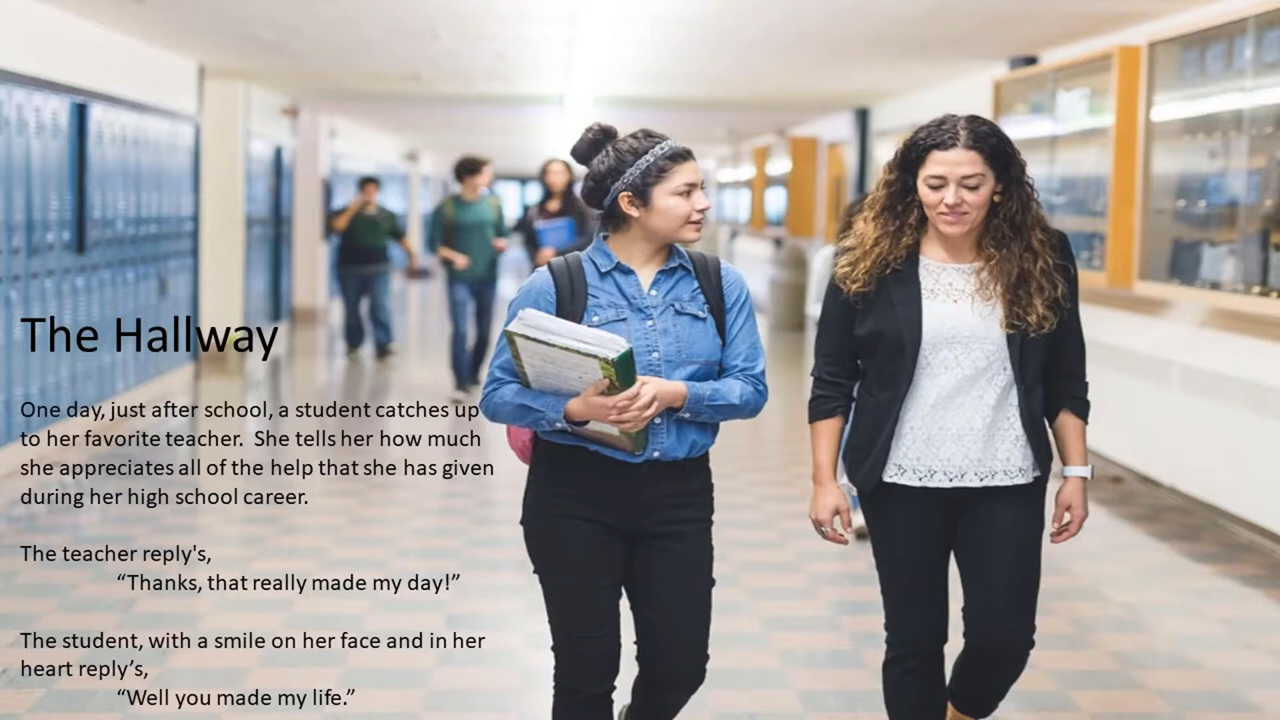 The Hallway
One day, just after school, a student catches up
to her favorite teacher.  She tells her how much
she appreciates all of the help that she has given
during her high school career.
The teacher reply's,
“Thanks, that really made my day!”
The student, with a smile on her face and in her
heart reply’s,
“Well you made my life.”